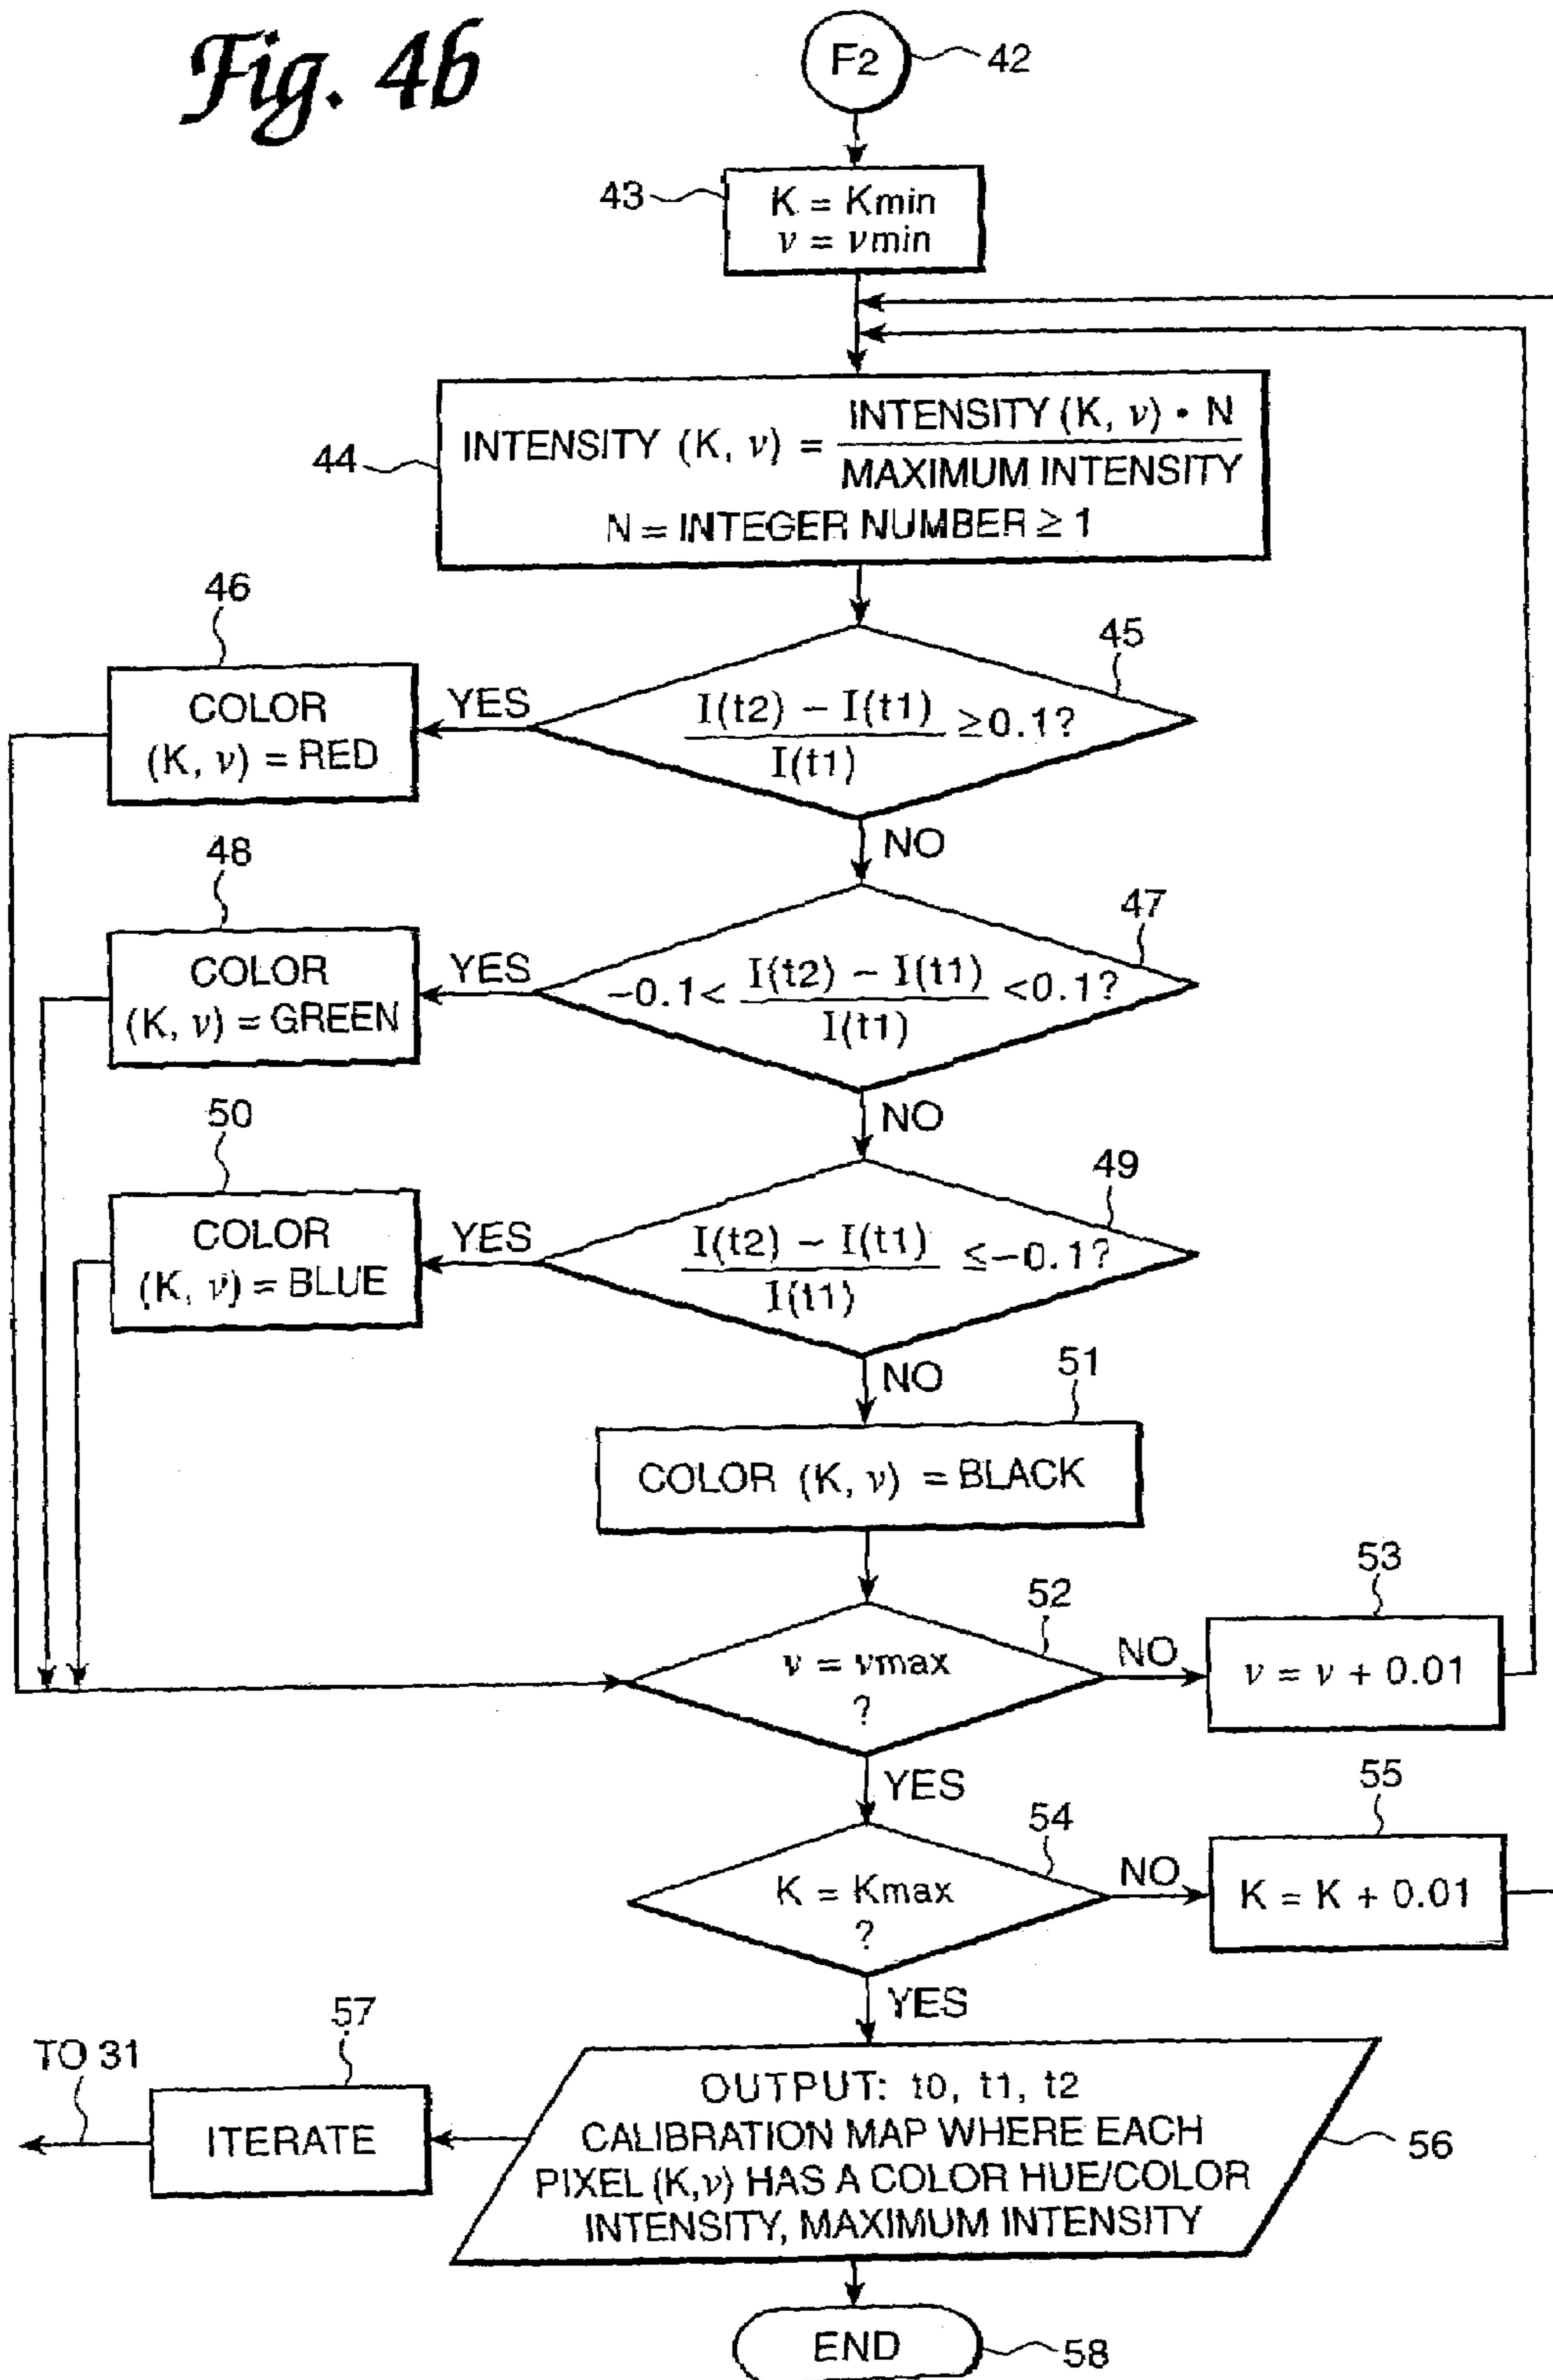 Fig. 4b
F2
42
43
K = Kmin
ν = νmin
44
INTENSITY (K, ν) = INTENSITY (K, ν) • N
MAXIMUM INTENSITY
N = INTEGER NUMBER ≥ 1
46
45
COLOR
(K, ν) = RED
YES
I(t2) – I(t1)
I(t1)
≥0.1?
NO
48
47
COLOR
(K, ν) = GREEN
YES
–0.1< I(t2) – I(t1) <0.1?
I(t1)
NO
50
49
COLOR
(K, ν) = BLUE
YES
I(t2) – I(t1)
I(t1)
≤–0.1?
NO
51
COLOR (K, ν) = BLACK
52
53
ν = νmax
?
NO
ν = ν + 0.01
YES
54
55
K = Kmax
?
NO
K = K + 0.01
YES
57
TO 31
ITERATE
OUTPUT: t0, t1, t2
CALIBRATION MAP WHERE EACH
PIXEL (K,ν) HAS A COLOR HUE/COLOR
INTENSITY, MAXIMUM INTENSITY
56
END
58